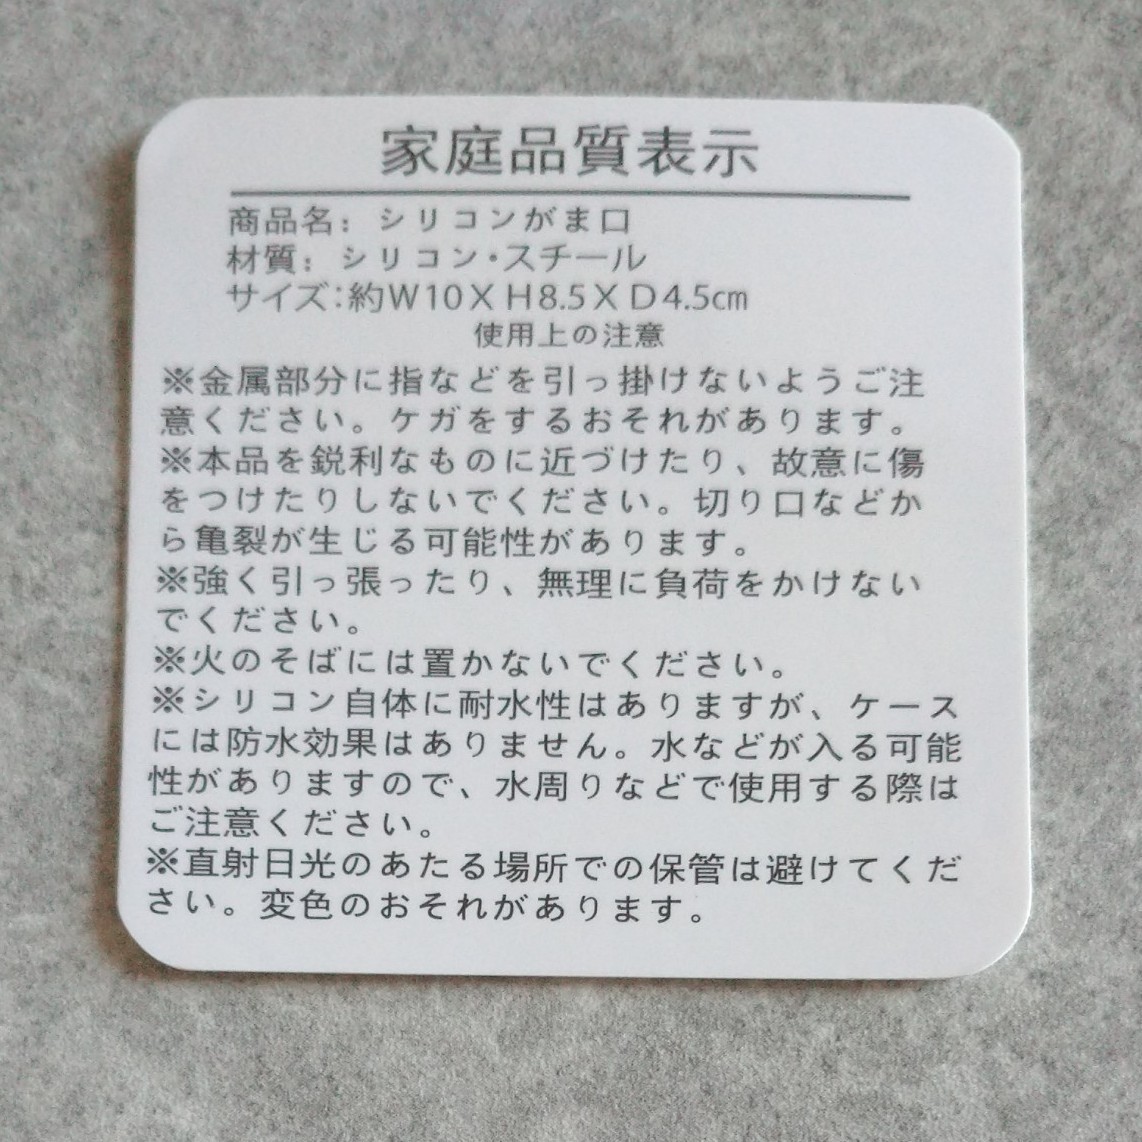 家庭品質表示
商品名：シリコンがま口
材質：シリコン・スチール
サイズ：約W10×H8.5×D4.5㎝
使用上の注意
※金属部分に指などを引っ掛けないようご注
意ください。ケガをするおそれがあります。
※本品を鋭利なものに近づけたり、故意に傷
をつけたりしないでください。切り口などか
ら亀裂が生じる可能性があります。
※強く引っ張ったり、無理に負荷をかけない
でください。
※火のそばには置かないでください。
※シリコン自体に耐水性はありますが、ケース
には防水効果はありません。水などが入る可能
性がありますので、水周りなどで使用する際は
ご注意ください。
※直射日光のあたる場所での保管は避けてくだ
さい。変色のおそれがあります。